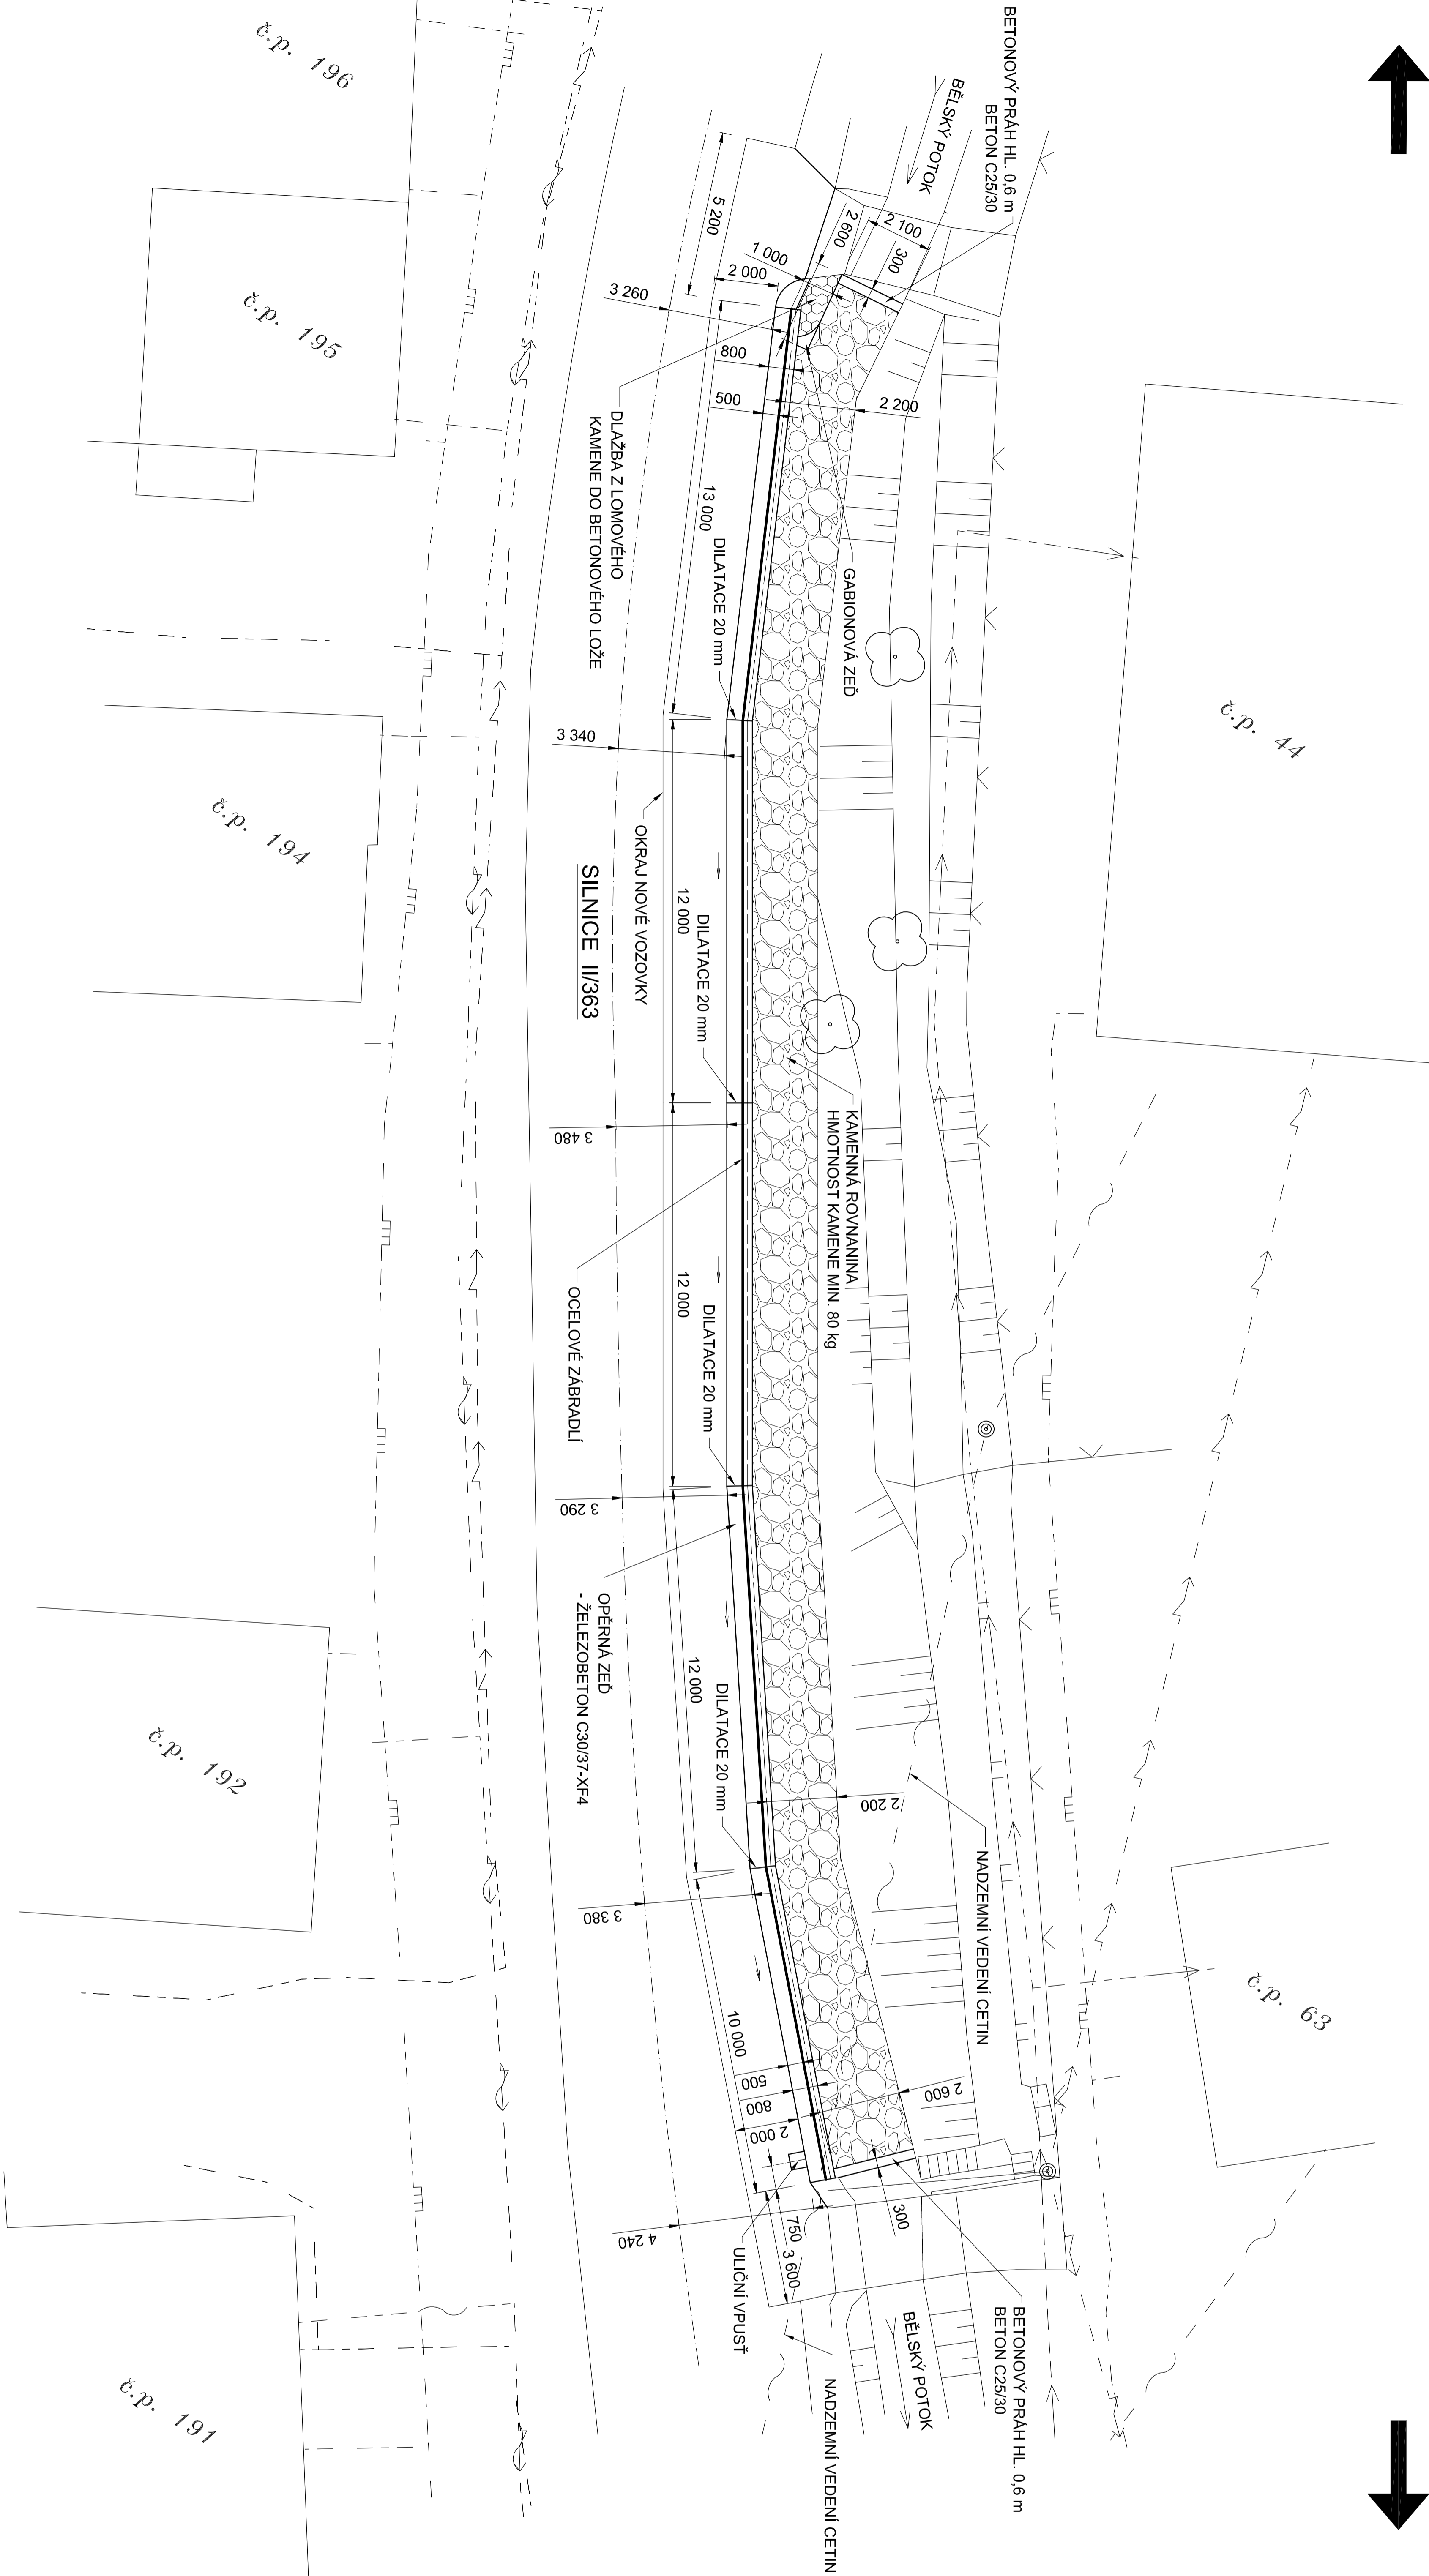 BETONOVÝ PRÁH HL. 0,6 m
BETON C25/30
BĚLSKÝ POTOK
č.p. 196
č.p. 195
č.p. 194
č.p. 192
č.p. 191
č.p. 44
č.p. 63
5 200
2 600
2 100
300
1 000
2 000
3 260
800
500
2 200
13 000
DLAŽBA Z LOMOVÉHO
KAMENE DO BETONOVÉHO LOŽE
GABIONOVÁ ZEĎ
DILATACE 20 mm
3 340
OKRAJ NOVÉ VOZOVKY
SILNICE II/363
12 000
DILATACE 20 mm
3 480
KAMENNÁ ROVNANINA
HMOTNOST KAMENE MIN. 80 kg
OCELOVÉ ZÁBRADLÍ
12 000
DILATACE 20 mm
3 290
OPĚRNÁ ZEĎ
- ŽELEZOBETON C30/37-XF4
12 000
DILATACE 20 mm
2 200
NADZEMNÍ VEDENÍ CETIN
3 380
10 000
500
800
2 000
2 600
300
750
3 600
4 240
ULIČNÍ VPUSŤ
NADZEMNÍ VEDENÍ CETIN
BĚLSKÝ POTOK
BETONOVÝ PRÁH HL. 0,6 m
BETON C25/30